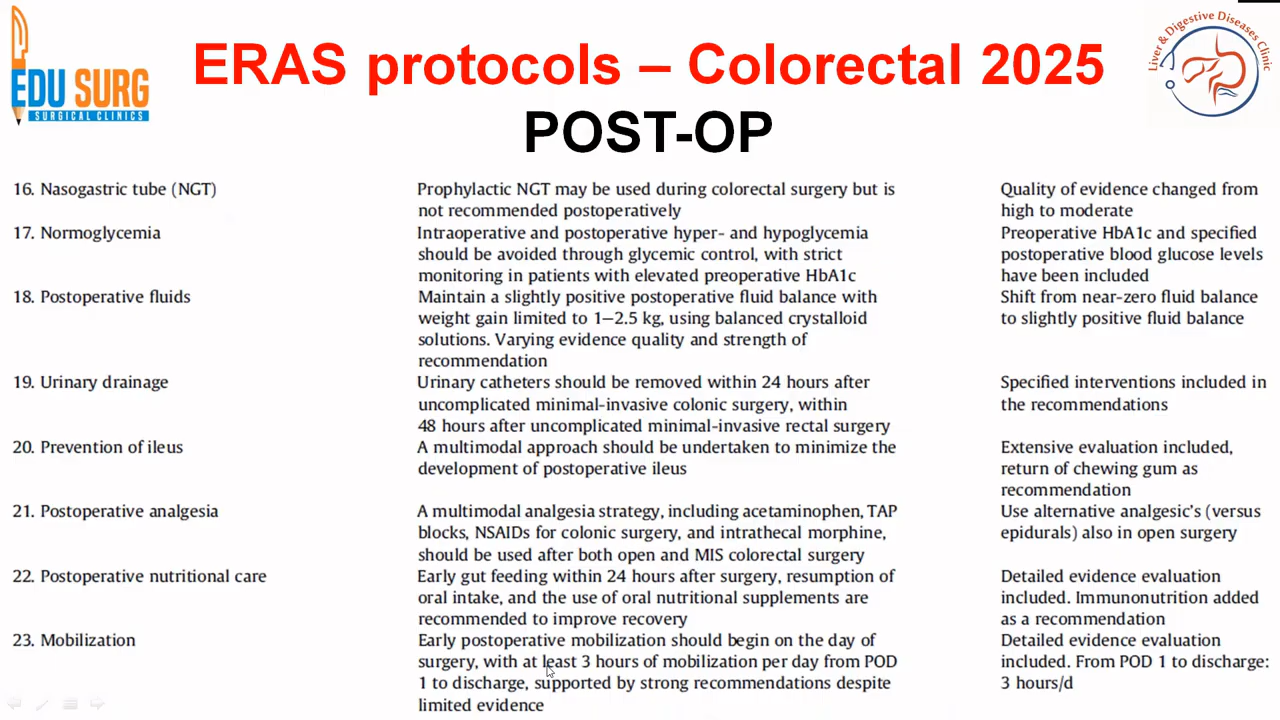 EDU SURG
SURGICAL CLINICS
ERAS protocols – Colorectal 2025
POST-OP
Liver & Digestive Diseases Clinic
16. Nasogastric tube (NGT)
Prophylactic NGT may be used during colorectal surgery but is
not recommended postoperatively
Quality of evidence changed from
high to moderate
17. Normoglycemia
Intraoperative and postoperative hyper- and hypoglycemia
should be avoided through glycemic control, with strict
monitoring in patients with elevated preoperative HbA1c
Preoperative HbA1c and specified
postoperative blood glucose levels
have been included
18. Postoperative fluids
Maintain a slightly positive postoperative fluid balance with
weight gain limited to 1–2.5 kg, using balanced crystalloid
solutions. Varying evidence quality and strength of
recommendation
Shift from near-zero fluid balance
to slightly positive fluid balance
19. Urinary drainage
Urinary catheters should be removed within 24 hours after
uncomplicated minimal-invasive colonic surgery, within
48 hours after uncomplicated minimal-invasive rectal surgery
Specified interventions included in
the recommendations
20. Prevention of ileus
A multimodal approach should be undertaken to minimize the
development of postoperative ileus
Extensive evaluation included,
return of chewing gum as
recommendation
21. Postoperative analgesia
A multimodal analgesia strategy, including acetaminophen, TAP
blocks, NSAIDs for colonic surgery, and intrathecal morphine,
should be used after both open and MIS colorectal surgery
Use alternative analgesic's (versus
epidurals) also in open surgery
22. Postoperative nutritional care
Early gut feeding within 24 hours after surgery, resumption of
oral intake, and the use of oral nutritional supplements are
recommended to improve recovery
Detailed evidence evaluation
included. Immunonutrition added
as a recommendation
23. Mobilization
Early postoperative mobilization should begin on the day of
surgery, with at least 3 hours of mobilization per day from POD
1 to discharge, supported by strong recommendations despite
limited evidence
Detailed evidence evaluation
included. From POD 1 to discharge:
3 hours/d